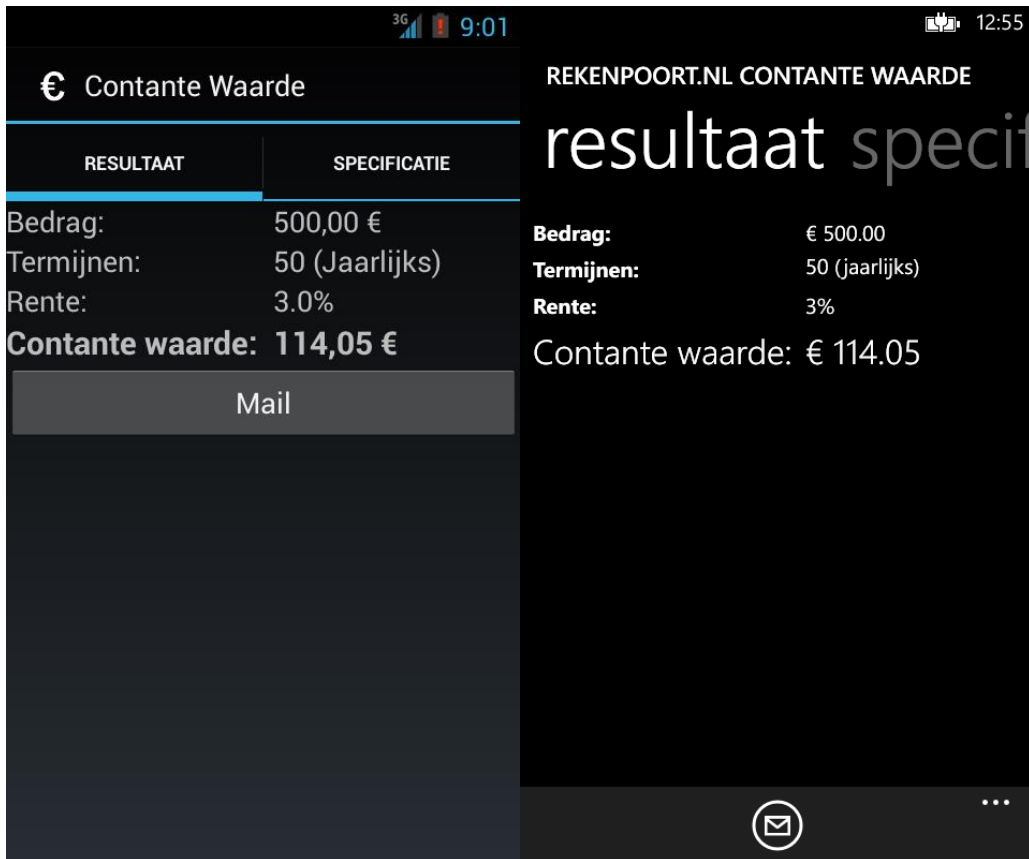 3G 9:01
€ Contante Waarde
RESULTAAT SPECIFICATIE
Bedrag: 500,00 €
Termijnen: 50 (Jaarlijks)
Rente: 3.0%
Contante waarde: 114,05 €
Mail
12:55
REKENPOORT.NL CONTANTE WAARDE
resultaat specif
Bedrag: € 500.00
Termijnen: 50 (jaarlijks)
Rente: 3%
Contante waarde: € 114.05